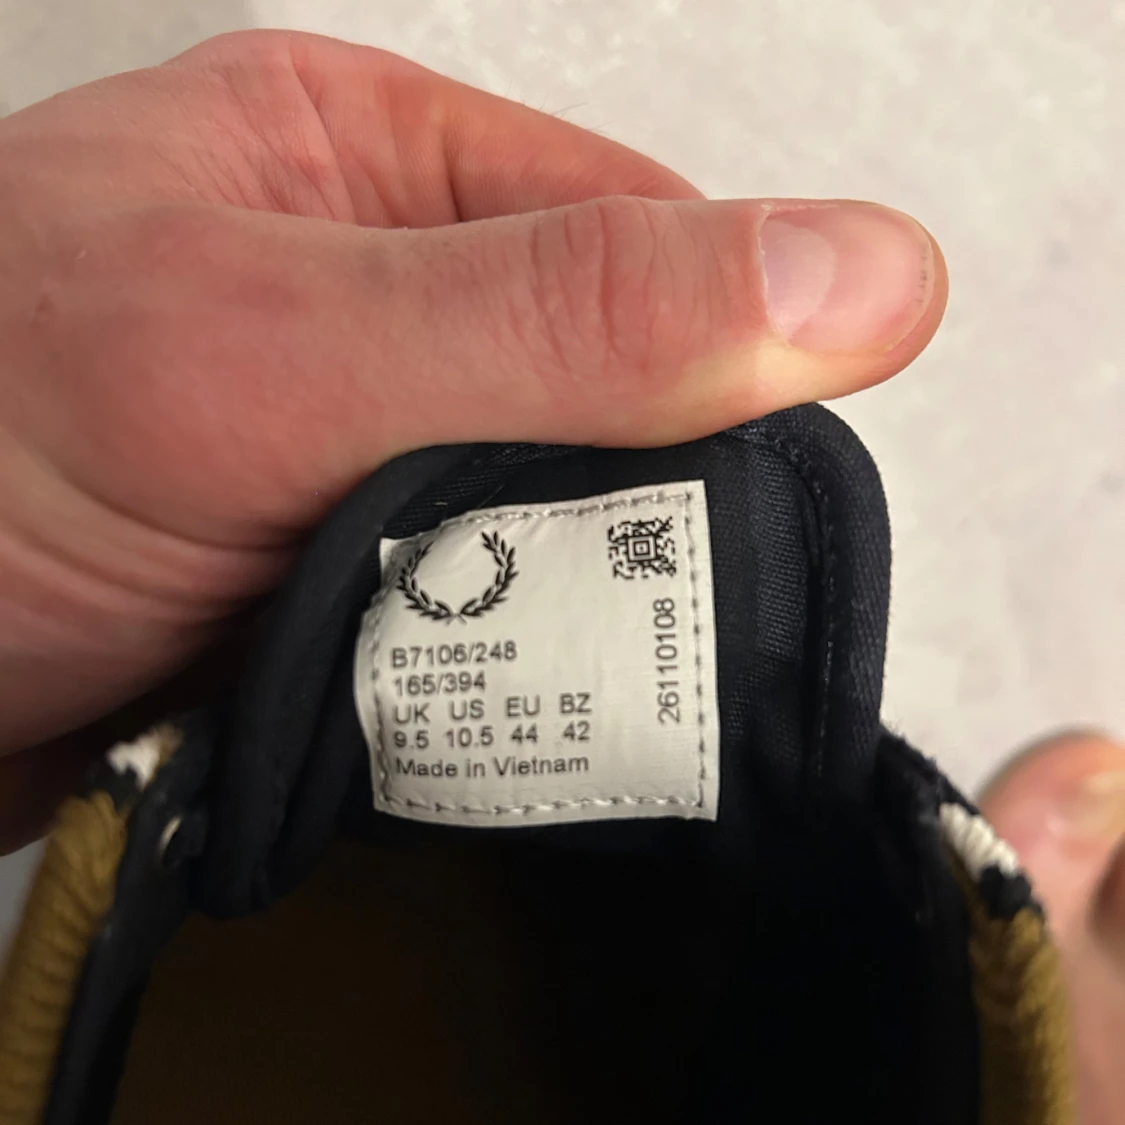 B7106/248
165/394
UK US EU BZ
9.5 10.5 44 42
Made in Vietnam
26110108